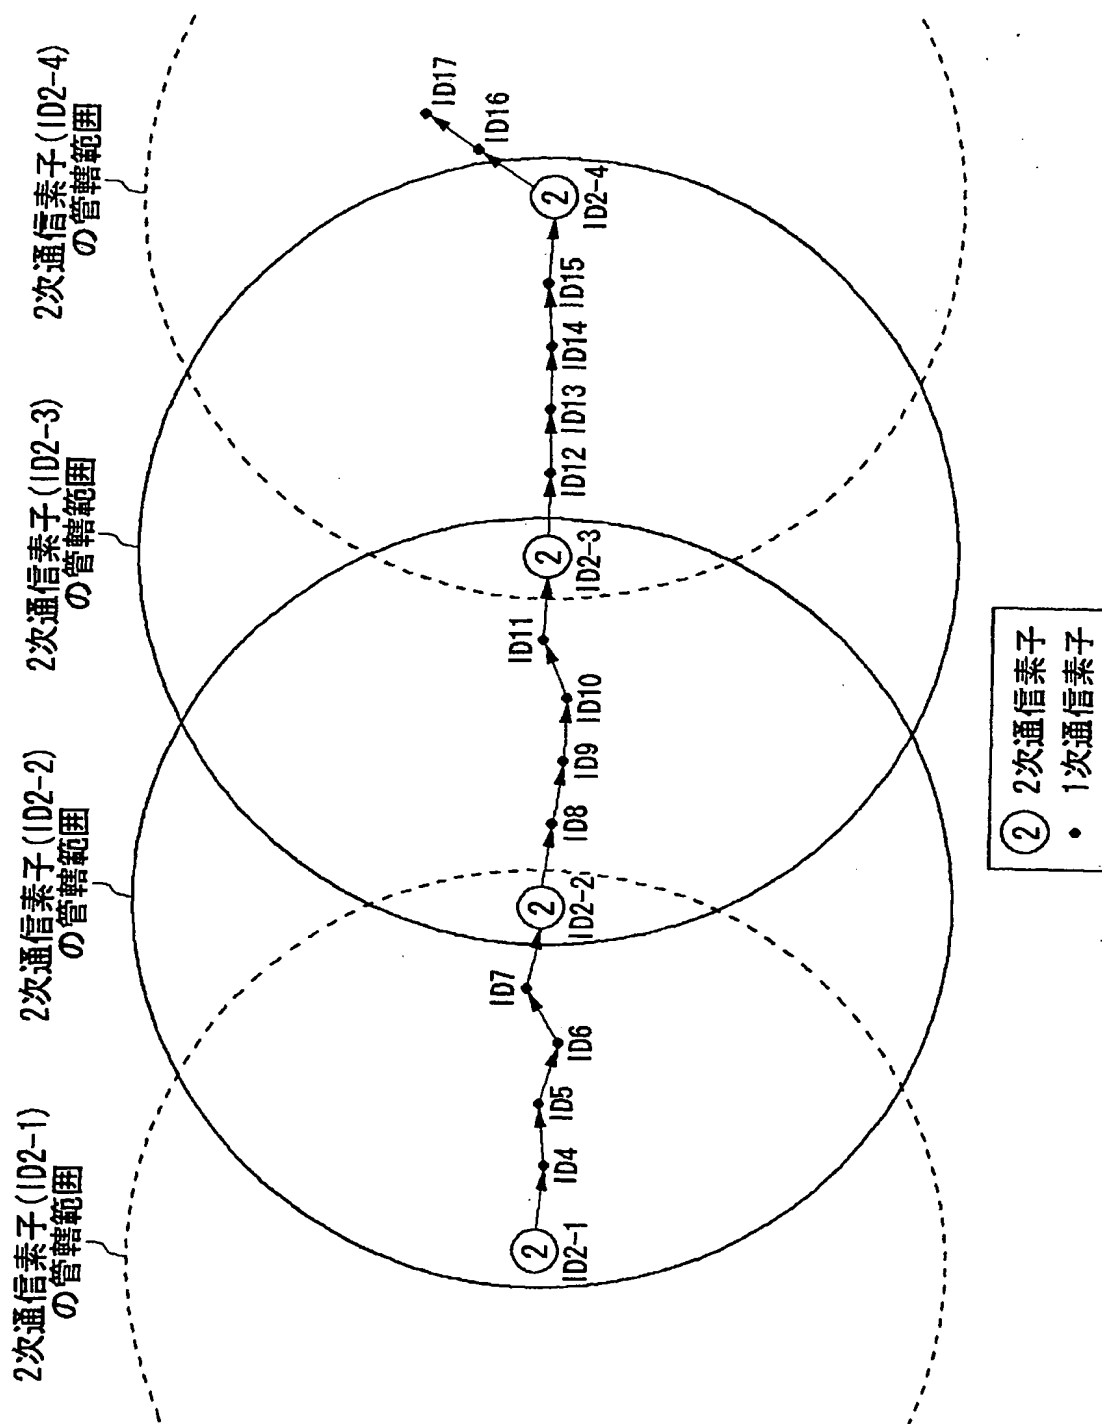 2次通信素子(ID2-1)
の管轄範囲
2次通信素子(ID2-2)
の管轄範囲
2次通信素子(ID2-3)
の管轄範囲
2次通信素子(ID2-4)
の管轄範囲
2
ID2-1
ID4
ID5
ID6
ID7
2
ID2-2
ID8
ID9
ID10
ID11
2
ID2-3
ID12
ID13
ID14
ID15
2
ID2-4
ID16
ID17
② 2次通信素子
• 1次通信素子